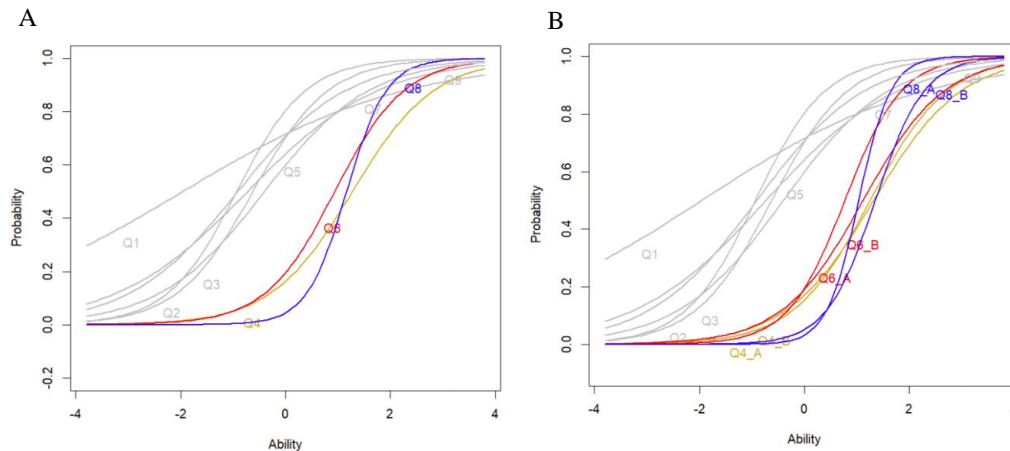 A
1.0
0.8
0.6
0.4
0.2
0.0
-0.2
Probability
Q8
Q9
Q7
Q5
Q6
Q1
Q3
Q2
Q4
-4 -2 0 2 4
Ability
B
1.0
0.8
0.6
0.4
0.2
0.0
Probability
Q9
Q8_A
Q8_B
Q7
Q5
Q6_B
Q1
Q6_A
Q3
Q2
Q4_B
Q4_A
-4 -2 0 2
Ability